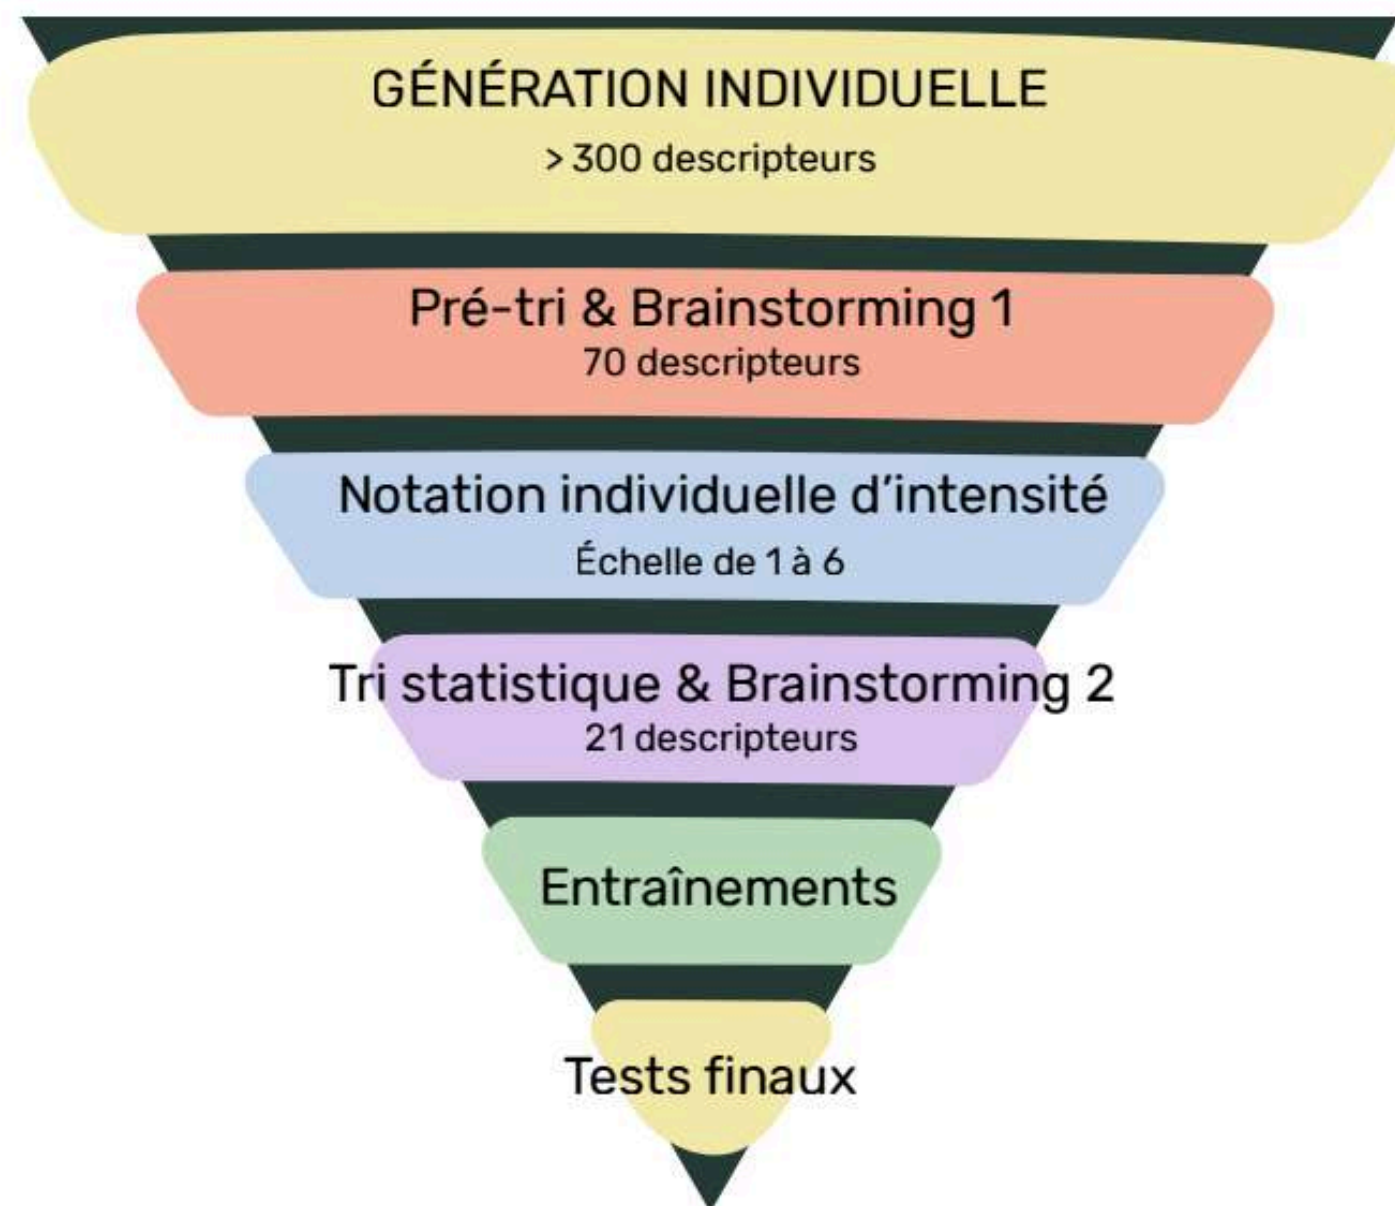 GÉNÉRATION INDIVIDUELLE
> 300 descripteurs
Pré-tri & Brainstorming 1
70 descripteurs
Notation individuelle d’intensité
Échelle de 1 à 6
Tri statistique & Brainstorming 2
21 descripteurs
Entraînements
Tests finaux